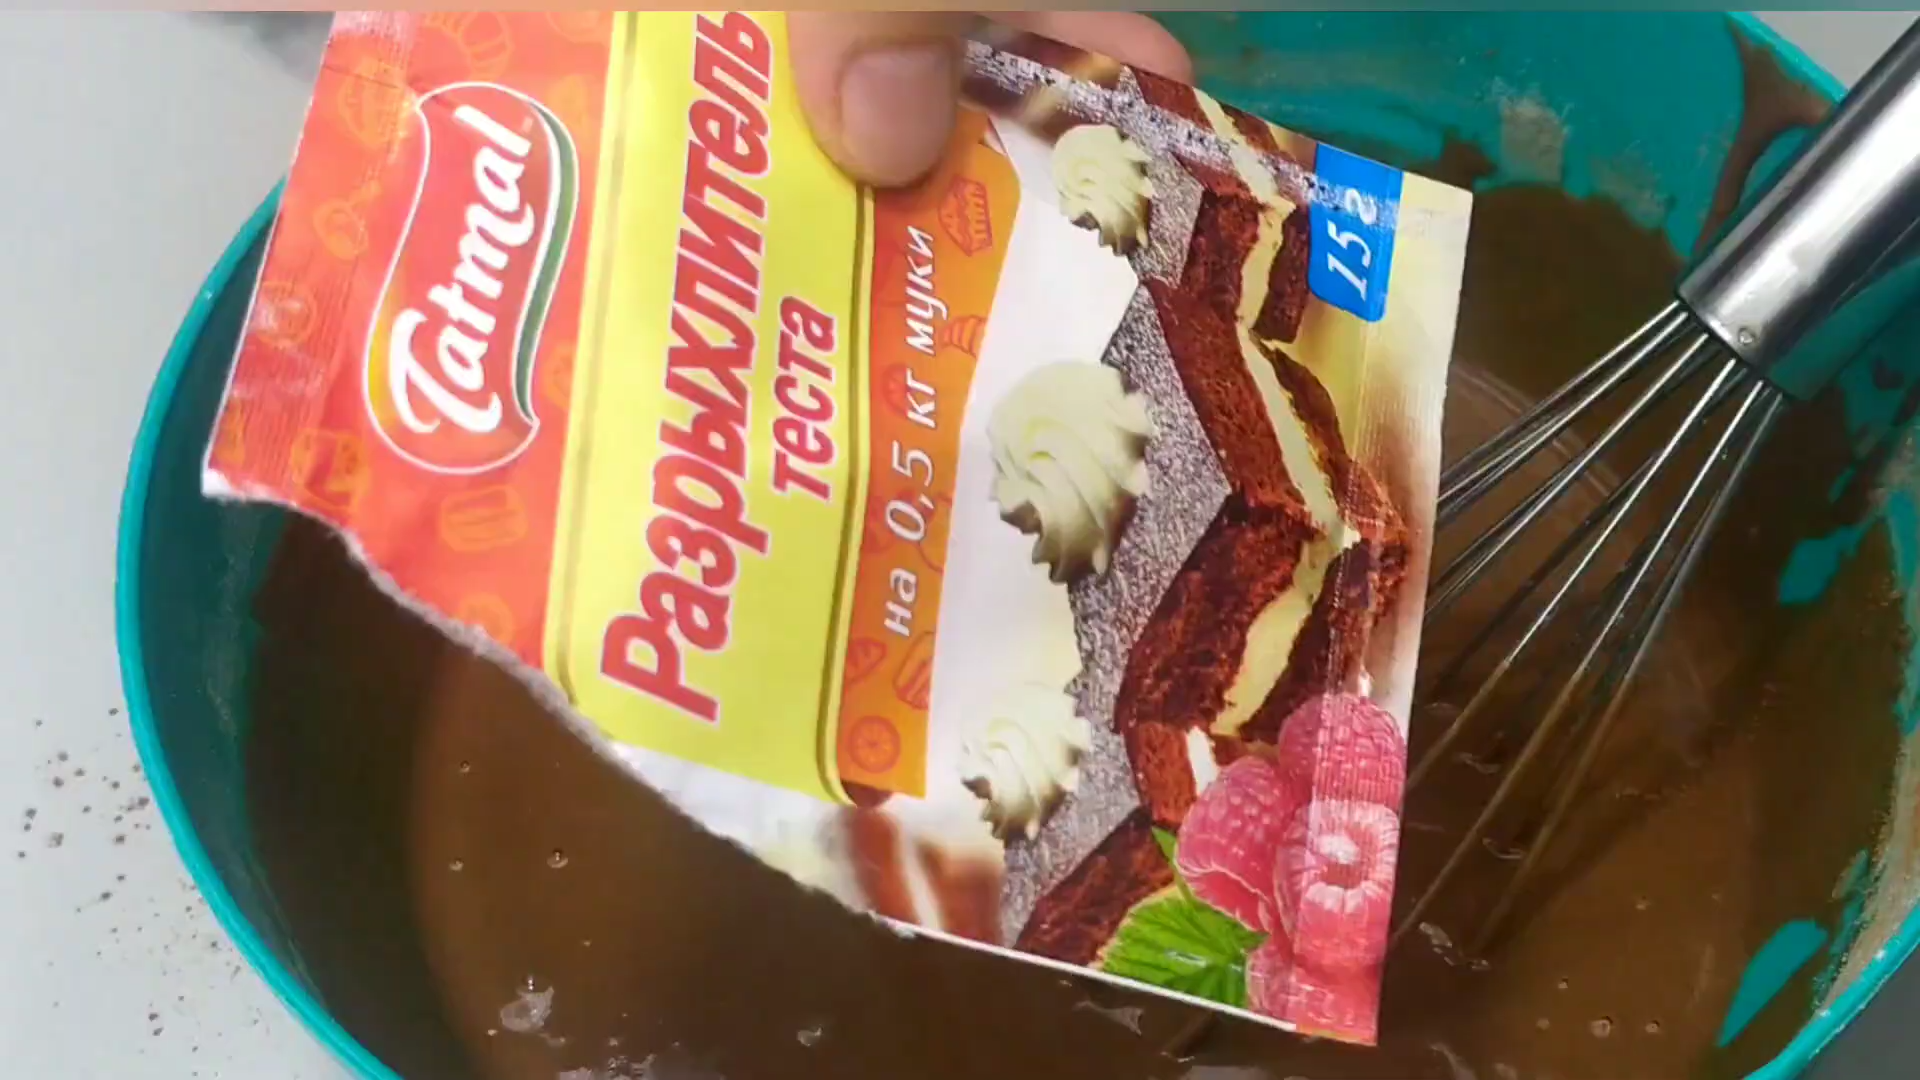 Tatmal
Разрыхлитель
теста
на 0,5 кг муки
15 г